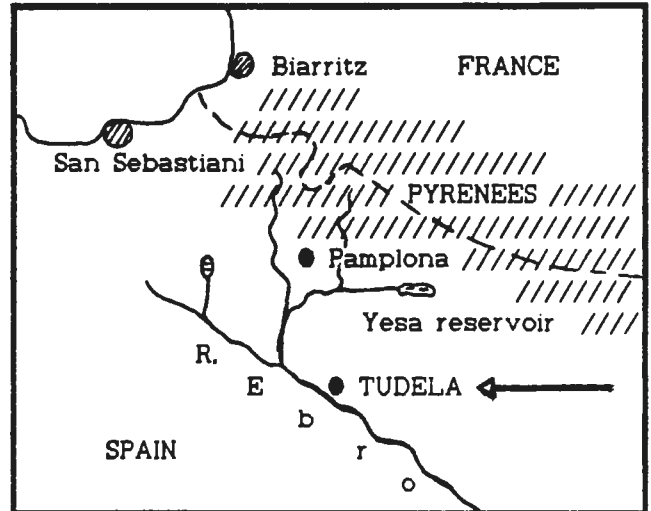 Biarritz FRANCE
San Sebastiani
PYRENEES
Pamplona
Yesa reservoir
R.
E TUDELA
b
SPAIN r
o